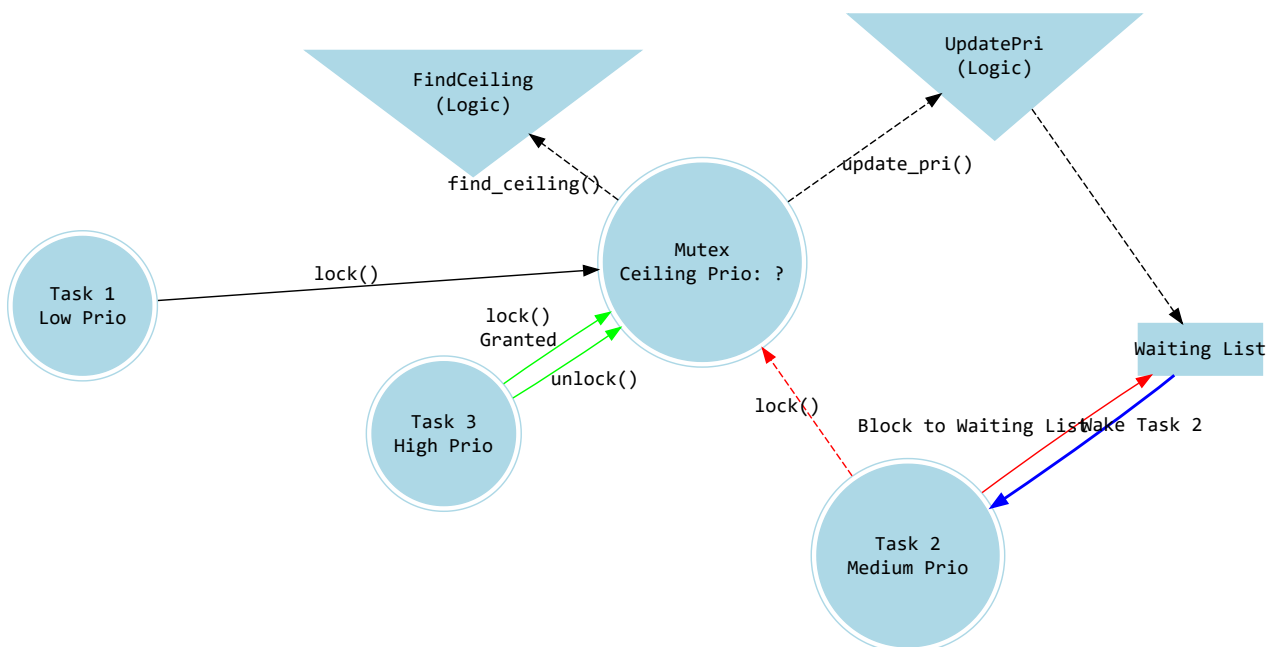 UpdatePri
(Logic)
FindCeiling
(Logic)
update_pri()
find_ceiling()
Mutex
Ceiling Prio: ?
lock()
Task 1
Low Prio
lock()
Granted
unlock()
Waiting List
lock()
Block to Waiting List
Wake Task 2
Task 3
High Prio
Task 2
Medium Prio